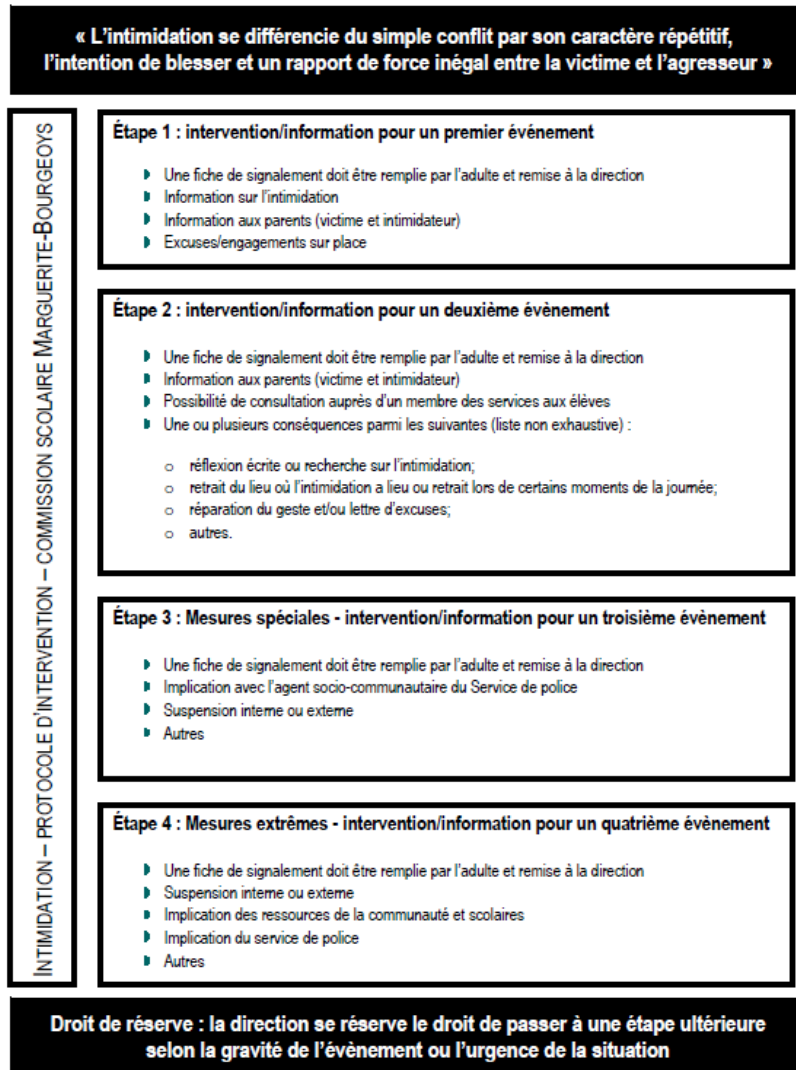 « L'intimidation se différencie du simple conflit par son caractère répétitif,
l'intention de blesser et un rapport de force inégal entre la victime et l'agresseur »
INTIMIDATION – PROTOCOLE D'INTERVENTION – COMMISSION SCOLAIRE MARGUERITE-BOURGEOYS
Étape 1 : intervention/information pour un premier événement
Une fiche de signalement doit être remplie par l'adulte et remise à la direction
Information sur l'intimidation
Information aux parents (victime et intimidateur)
Excuses/engagements sur place
Étape 2 : intervention/information pour un deuxième évènement
Une fiche de signalement doit être remplie par l'adulte et remise à la direction
Information aux parents (victime et intimidateur)
Possibilité de consultation auprès d'un membre des services aux élèves
Une ou plusieurs conséquences parmi les suivantes (liste non exhaustive) :
o réflexion écrite ou recherche sur l'intimidation;
o retrait du lieu où l'intimidation a lieu ou retrait lors de certains moments de la journée;
o réparation du geste et/ou lettre d'excuses;
o autres.
Étape 3 : Mesures spéciales - intervention/information pour un troisième évènement
Une fiche de signalement doit être remplie par l'adulte et remise à la direction
Implication avec l'agent socio-communautaire du Service de police
Suspension interne ou externe
Autres
Étape 4 : Mesures extrêmes - intervention/information pour un quatrième évènement
Une fiche de signalement doit être remplie par l'adulte et remise à la direction
Suspension interne ou externe
Implication des ressources de la communauté et scolaires
Implication du service de police
Autres
Droit de réserve : la direction se réserve le droit de passer à une étape ultérieure
selon la gravité de l'évènement ou l'urgence de la situation